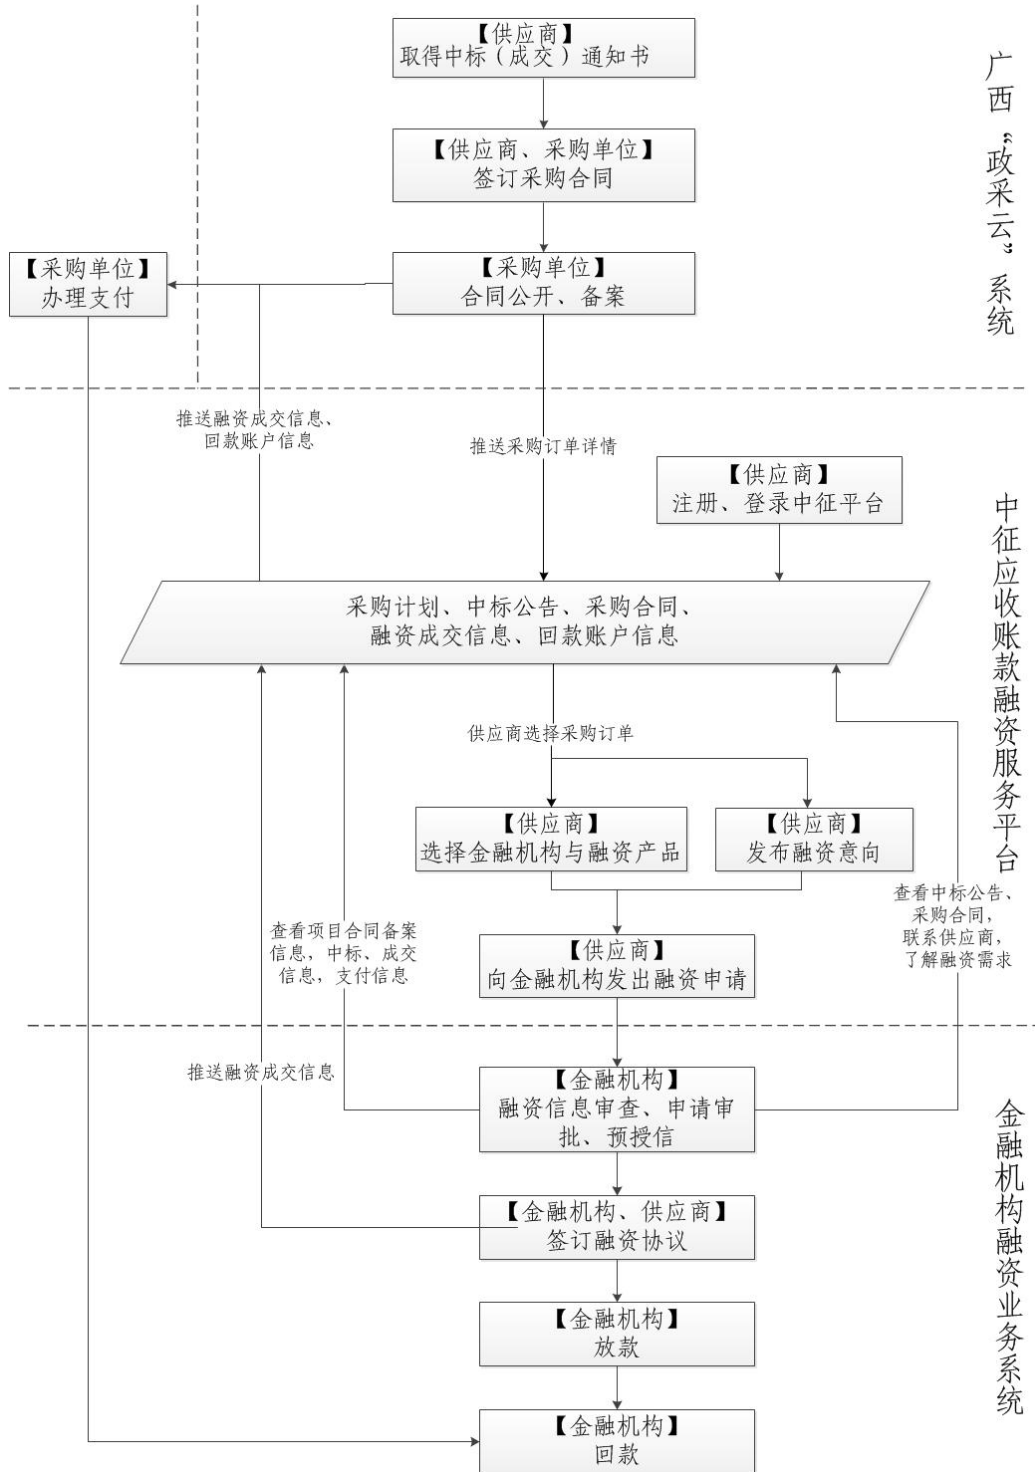 【供应商】
取得中标（成交）通知书
【供应商、采购单位】
签订采购合同
【采购单位】
办理支付
【采购单位】
合同公开、备案
广西“政采云”系统
推送融资成交信息、
回款账户信息
推送采购订单详情
【供应商】
注册、登录中征平台
采购计划、中标公告、采购合同、
融资成交信息、回款账户信息
供应商选择采购订单
【供应商】
选择金融机构与融资产品
【供应商】
发布融资意向
中征应收账款融资服务平台
查看项目合同备案
信息，中标、成交
信息，支付信息
【供应商】
向金融机构发出融资申请
查看中标公告、
采购合同，
联系供应商，
了解融资需求
推送融资成交信息
【金融机构】
融资信息审查、申请审
批、预授信
【金融机构、供应商】
签订融资协议
【金融机构】
放款
【金融机构】
回款
金融机构融资业务系统